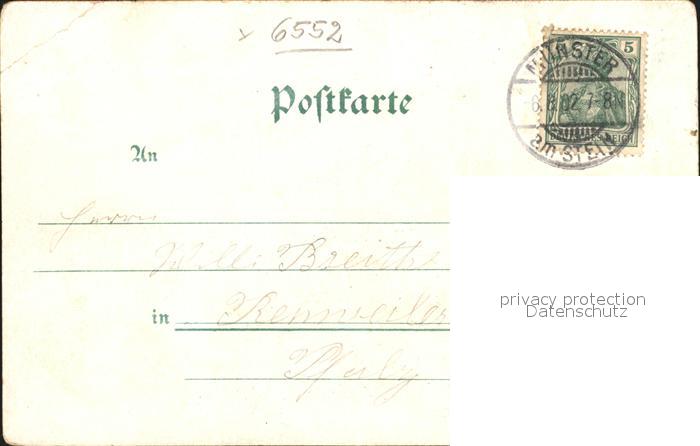 6552
5
MÜNSTER
6.8.02.7-8N
am STEIN
Postkarte
An
Herrn
Willi Breith
in
Pfalz
privacy protection
Datenschutz